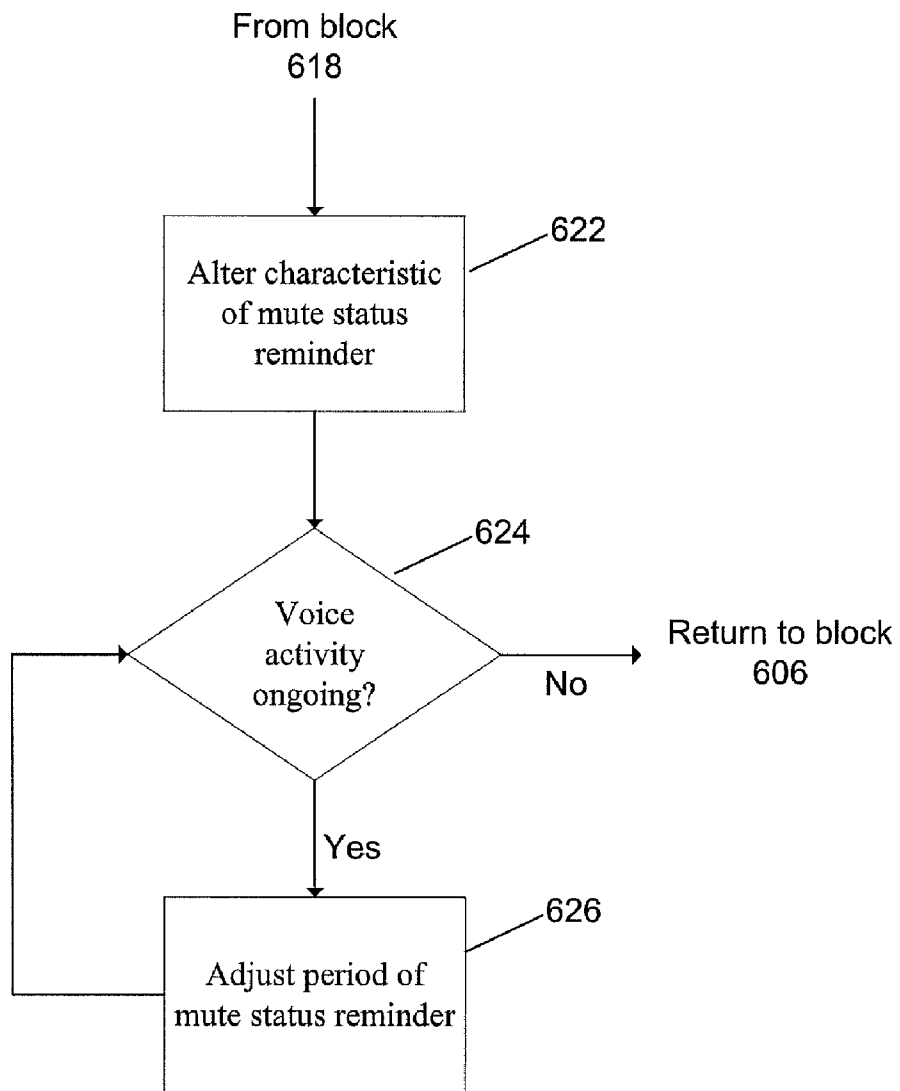 From block
618
622
Alter characteristic
of mute status
reminder
624
Voice
activity
ongoing?
Return to block
606
No
Yes
626
Adjust period of
mute status reminder